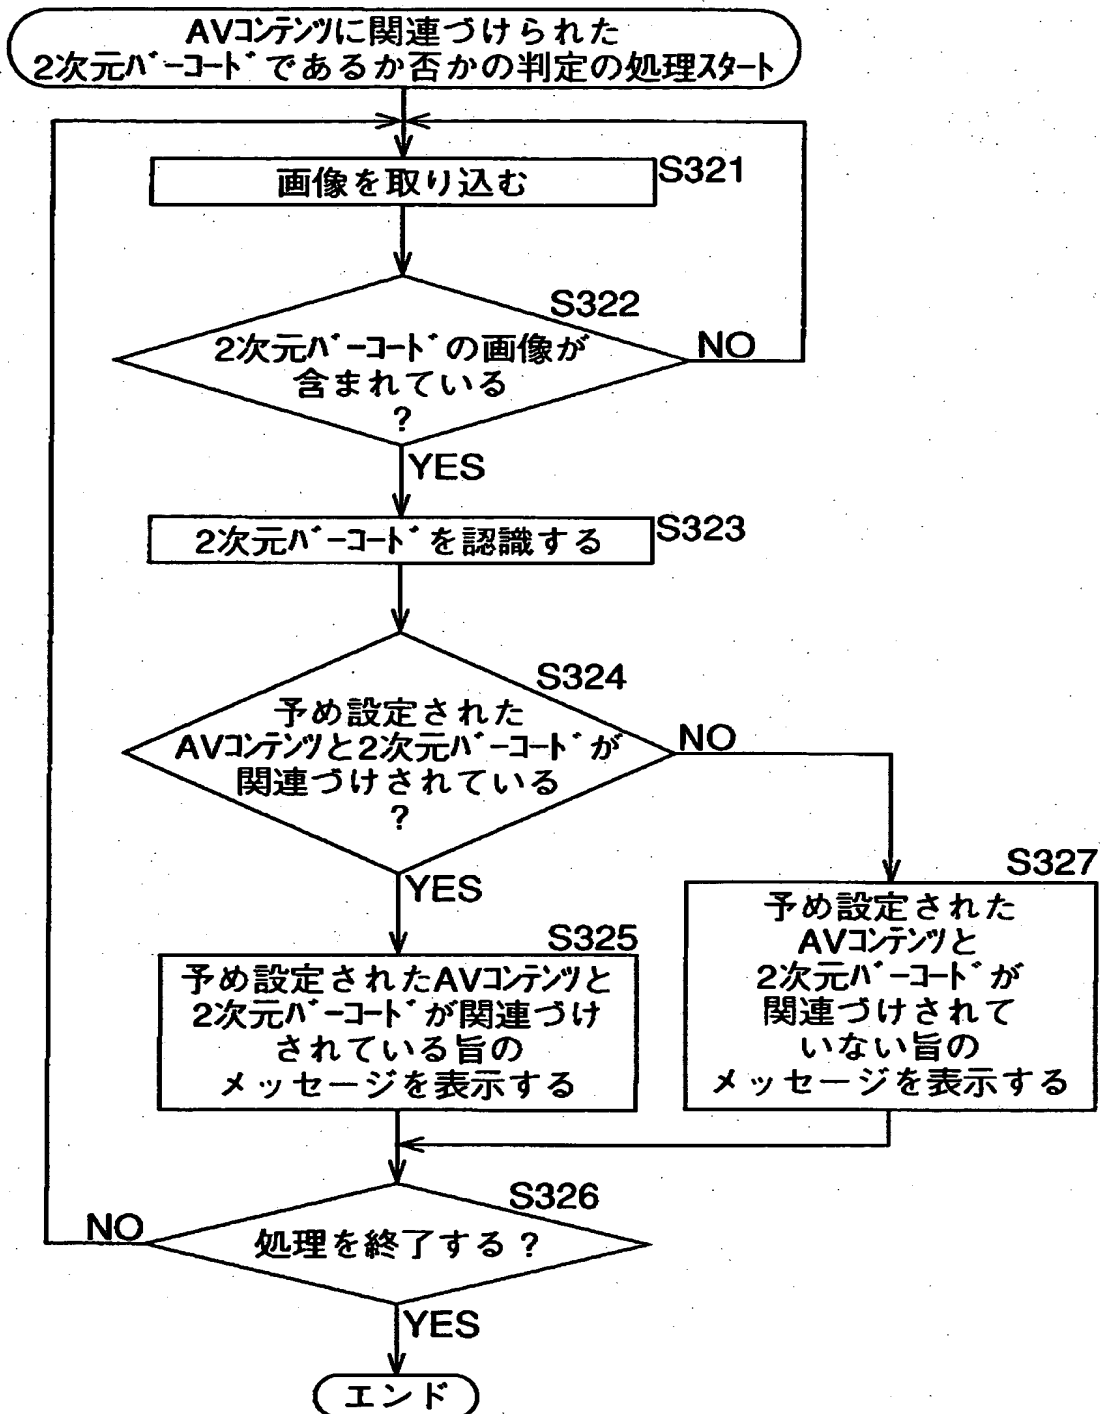 AVコンテンツに関連づけられた
2次元バーコードであるか否かの判定の処理スタート
画像を取り込む
S321
S322
2次元バーコードの画像が
含まれている
?
NO
YES
2次元バーコードを認識する
S323
S324
予め設定された
AVコンテンツと2次元バーコードが
関連づけされている
?
NO
YES
S325
予め設定されたAVコンテンツと
2次元バーコードが関連づけ
されている旨の
メッセージを表示する
S327
予め設定された
AVコンテンツと
2次元バーコードが
関連づけされて
いない旨の
メッセージを表示する
S326
処理を終了する?
NO
YES
エンド